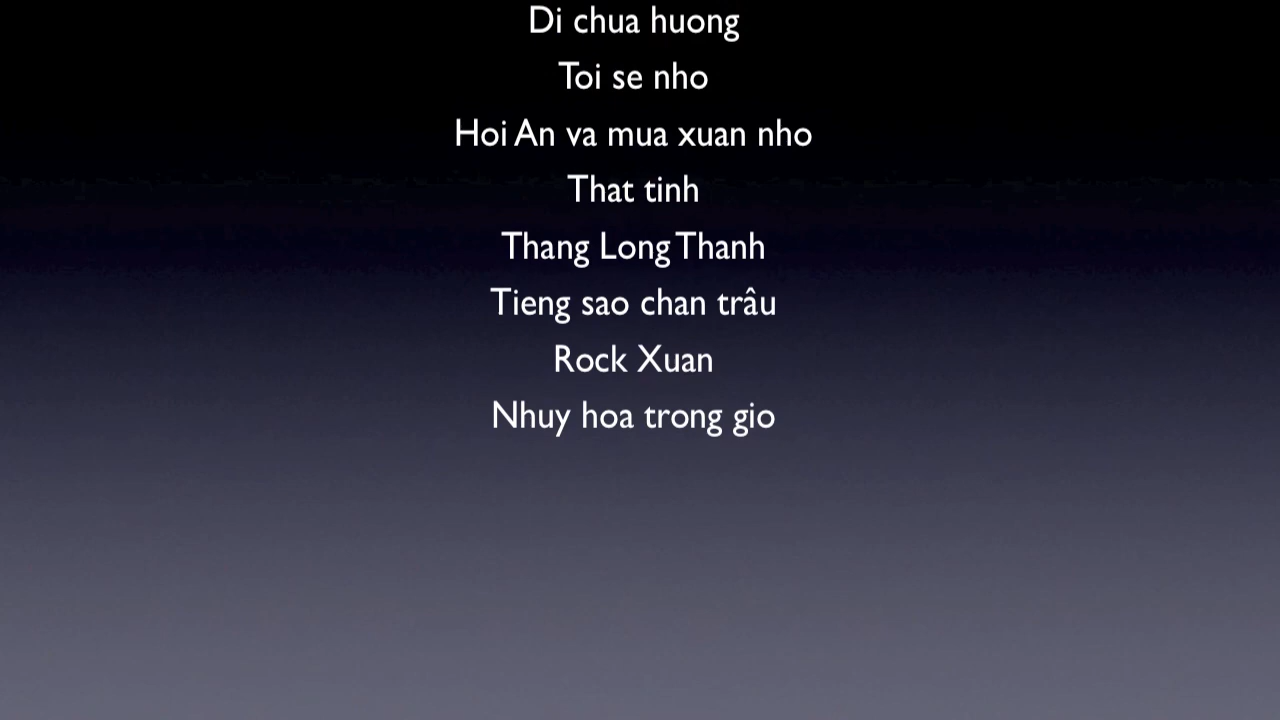 Di chua huong
Toi se nho
Hoi An va mua xuan nho
That tinh
Thang Long Thanh
Tieng sao chan trâu
Rock Xuan
Nhuy hoa trong gio